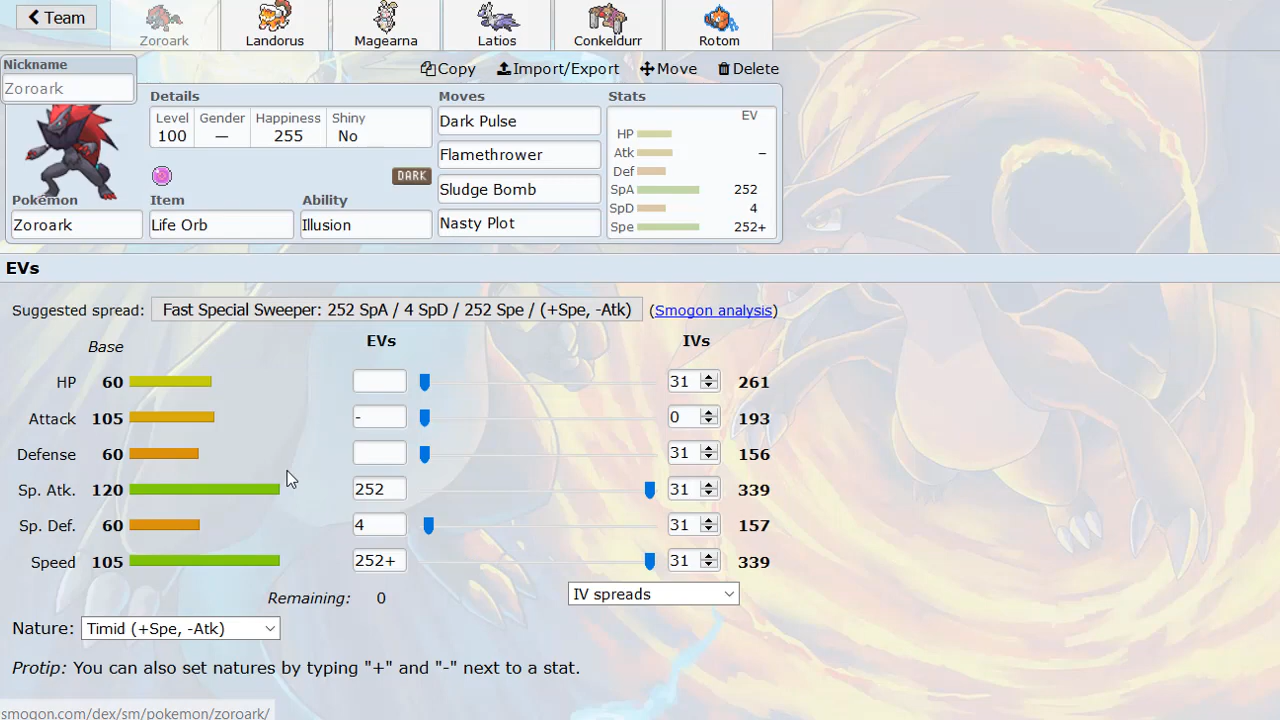 Team
Zoroark
Landorus
Magearna
Latios
Conkeldurr
Rotom
Nickname
Zoroark
Copy Import/Export Move Delete
Details
Level Gender Happiness Shiny
100 — 255 No
DARK
Pokémon
Zoroark
Item
Life Orb
Ability
Illusion
Moves
Dark Pulse
Flamethrower
Sludge Bomb
Nasty Plot
Stats
EV
HP
Atk –
Def
SpA 252
SpD 4
Spe 252+
EVs
Suggested spread: Fast Special Sweeper: 252 SpA / 4 SpD / 252 Spe / (+Spe, -Atk) (Smogon analysis)
Base EVs IVs
HP 60 31 261
Attack 105 - 0 193
Defense 60 31 156
Sp. Atk. 120 252 31 339
Sp. Def. 60 4 31 157
Speed 105 252+ 31 339
Remaining: 0 IV spreads
Nature: Timid (+Spe, -Atk)
Protip: You can also set natures by typing "+" and "-" next to a stat.
smogon.com/dex/sm/pokemon/zoroark/